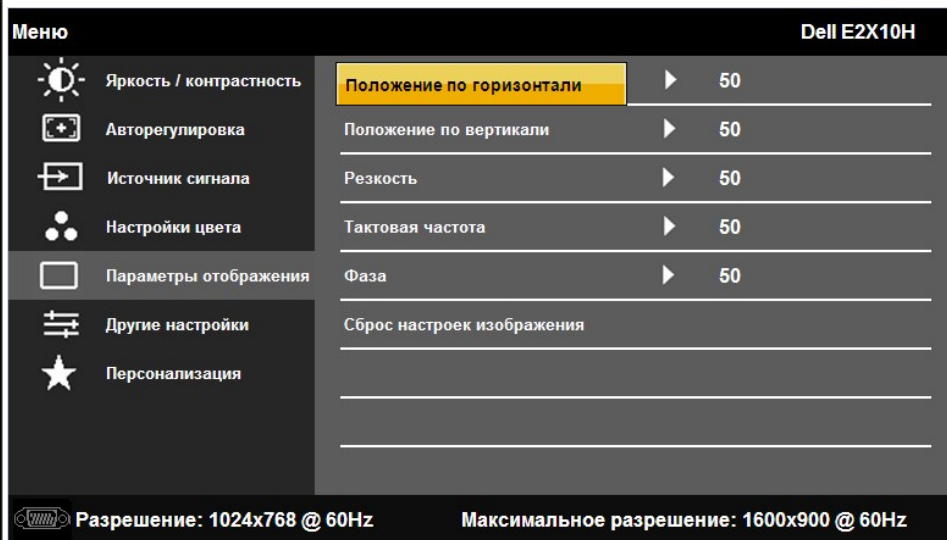 Меню
Dell E2X10H
Яркость / контрастность
Авторегулировка
Источник сигнала
Настройки цвета
Параметры отображения
Другие настройки
Персонализация
Положение по горизонтали 50
Положение по вертикали 50
Резкость 50
Тактовая частота 50
Фаза 50
Сброс настроек изображения
Разрешение: 1024x768 @ 60Hz
Максимальное разрешение: 1600x900 @ 60Hz